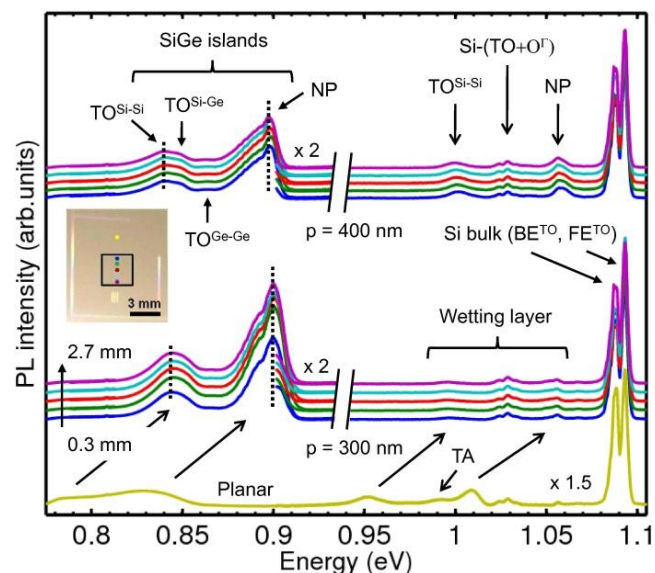 SiGe islands
Si-(TO+O^Γ)
TO^Si-Si
TO^Si-Ge
NP
TO^Si-Si
NP
x 2
TO^Ge-Ge
p = 400 nm
Si bulk (BE^TO, FE^TO)
3 mm
Wetting layer
2.7 mm
x 2
0.3 mm
p = 300 nm
TA
Planar
x 1.5
PL intensity (arb.units)
0.8 0.85 0.9 0.95 1 1.05 1.1
Energy (eV)